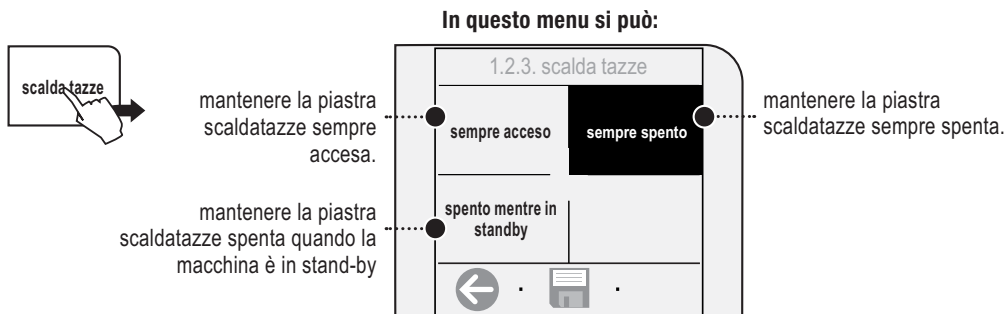 In questo menu si può:
scalda tazze
1.2.3. scalda tazze
mantenere la piastra
scaldatazze sempre
accesa.
sempre acceso
sempre spento
mantenere la piastra
scaldatazze sempre spenta.
mantenere la piastra
scaldatazze spenta quando la
macchina è in stand-by
spento mentre in
standby